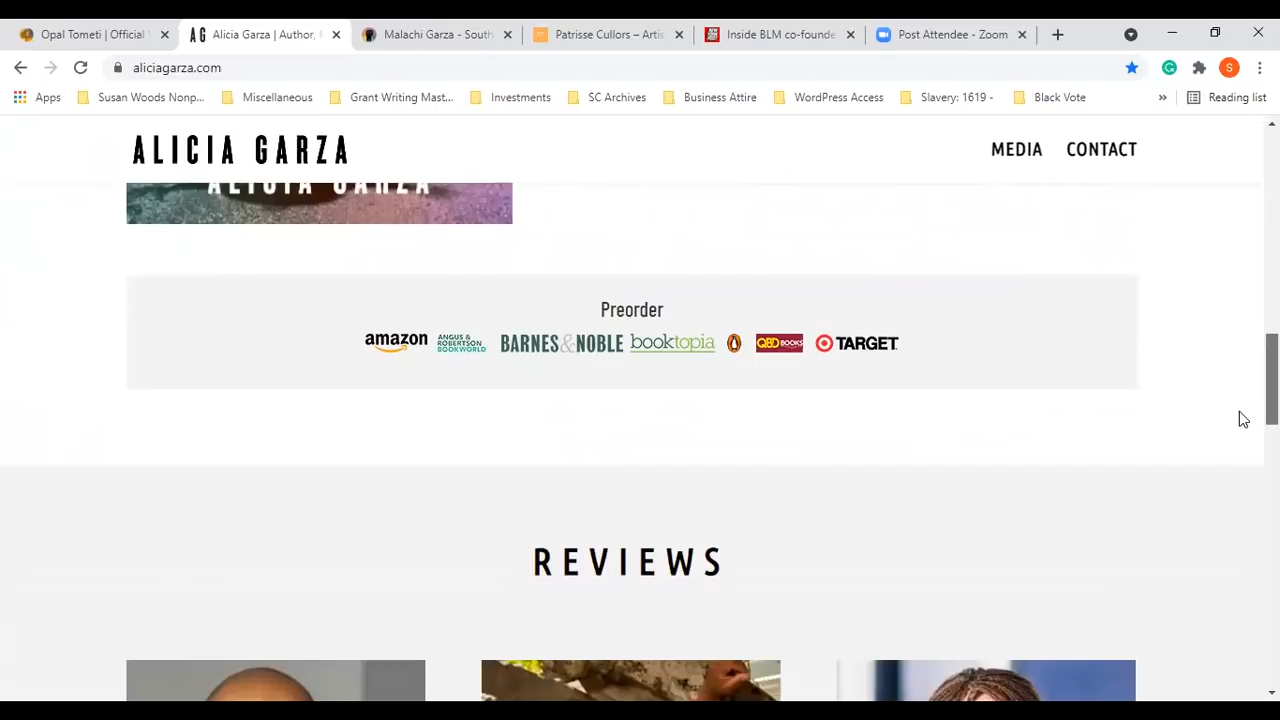 Opal Tometi | Official
A G Alicia Garza | Author,
Malachi Garza - South
Patrisse Cullors – Artis
Inside BLM co-founde
Post Attendee - Zoom
aliciagarza.com
S
Apps
Susan Woods Nonp...
Miscellaneous
Grant Writing Mast...
Investments
SC Archives
Business Attire
WordPress Access
Slavery: 1619 -
Black Vote
»
Reading list
ALICIA GARZA
MEDIA CONTACT
ALICIA GARZA
Preorder
amazon ANGUS & ROBERTSON BOOKWORLD BARNES&NOBLE booktopia QBD BOOKS TARGET.
REVIEWS